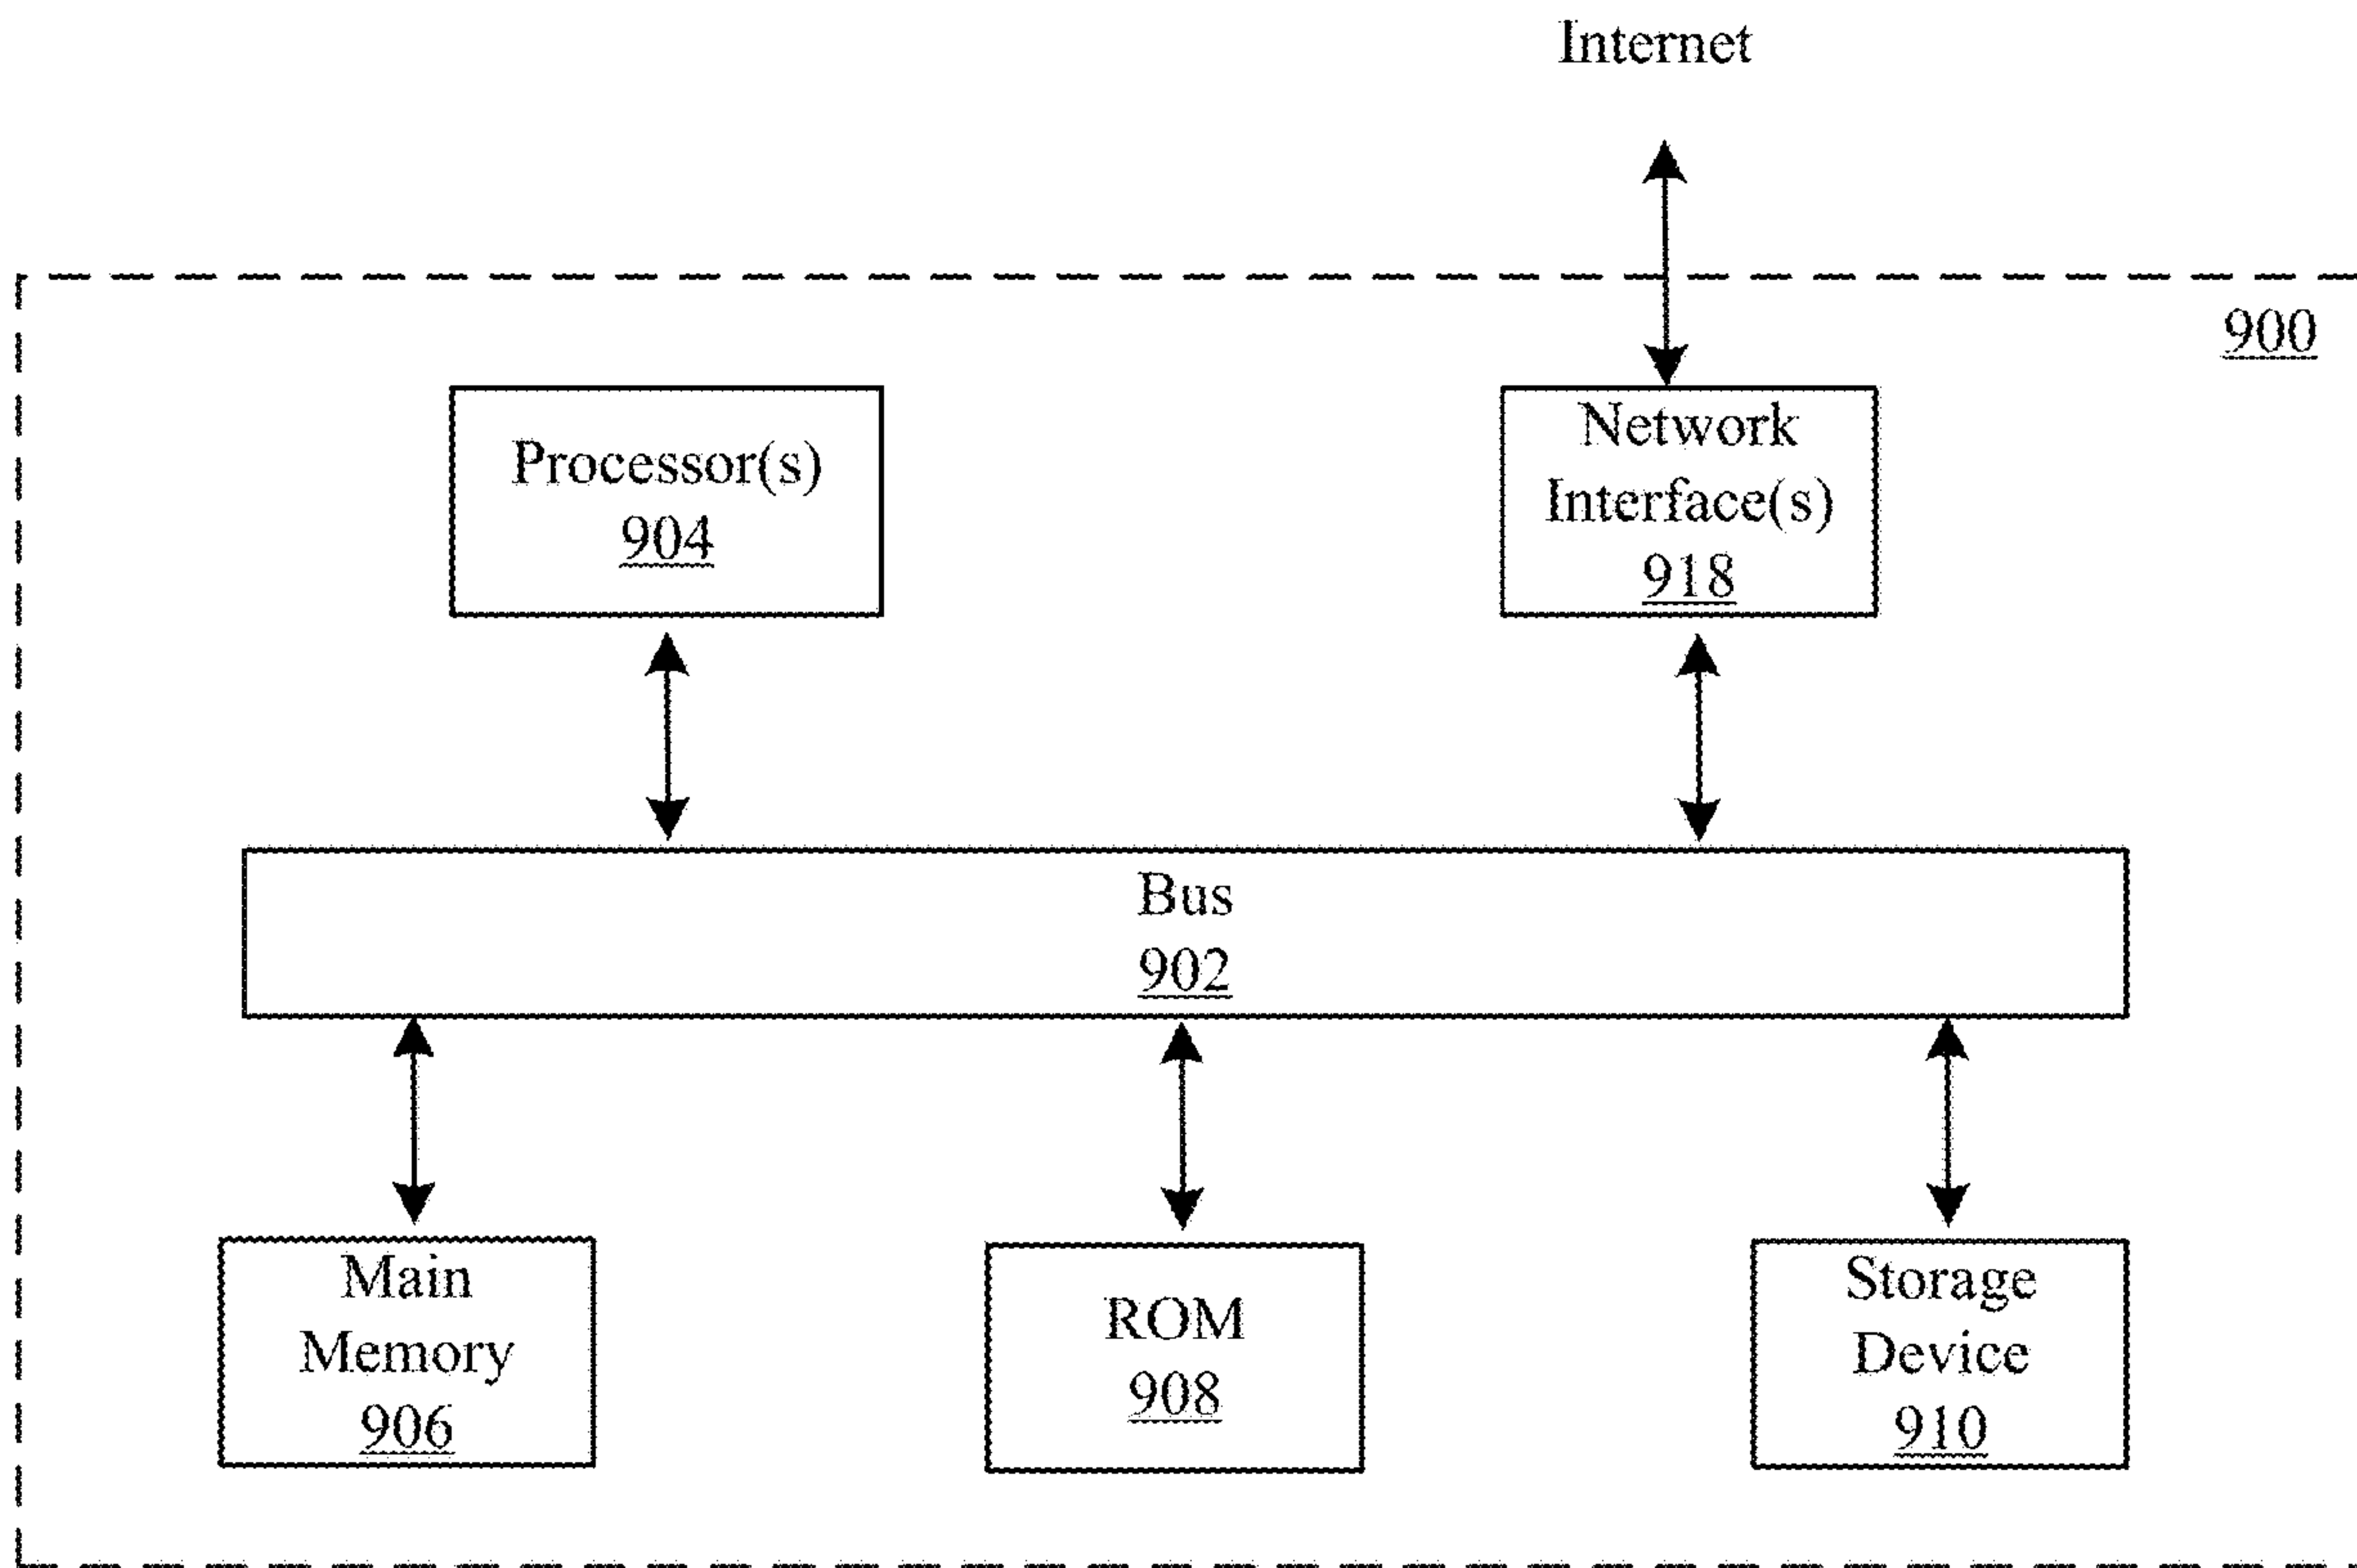 Internet
900
Processor(s)
904
Network
Interface(s)
918
Bus
902
Main
Memory
906
ROM
908
Storage
Device
910